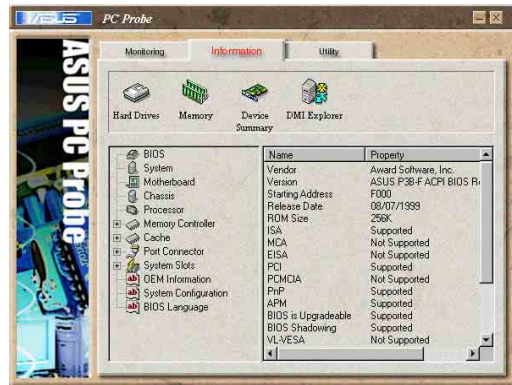 ASUS PC Probe
ASUS PC Probe
Monitoring Information Utility
Hard Drives Memory Device Summary DMI Explorer
BIOS
System
Motherboard
Chassis
Processor
Memory Controller
Cache
Port Connector
System Slots
OEM Information
System Configuration
BIOS Language
Name Property
Vendor Award Software, Inc.
Version ASUS P3B-F ACPI BIOS Re
Starting Address F000
Release Date 08/07/1999
ROM Size 256K
ISA Supported
MCA Not Supported
EISA Not Supported
PCI Supported
PCMCIA Not Supported
PnP Supported
APM Supported
BIOS is Upgradeable Supported
BIOS Shadowing Supported
VL-VESA Not Supported